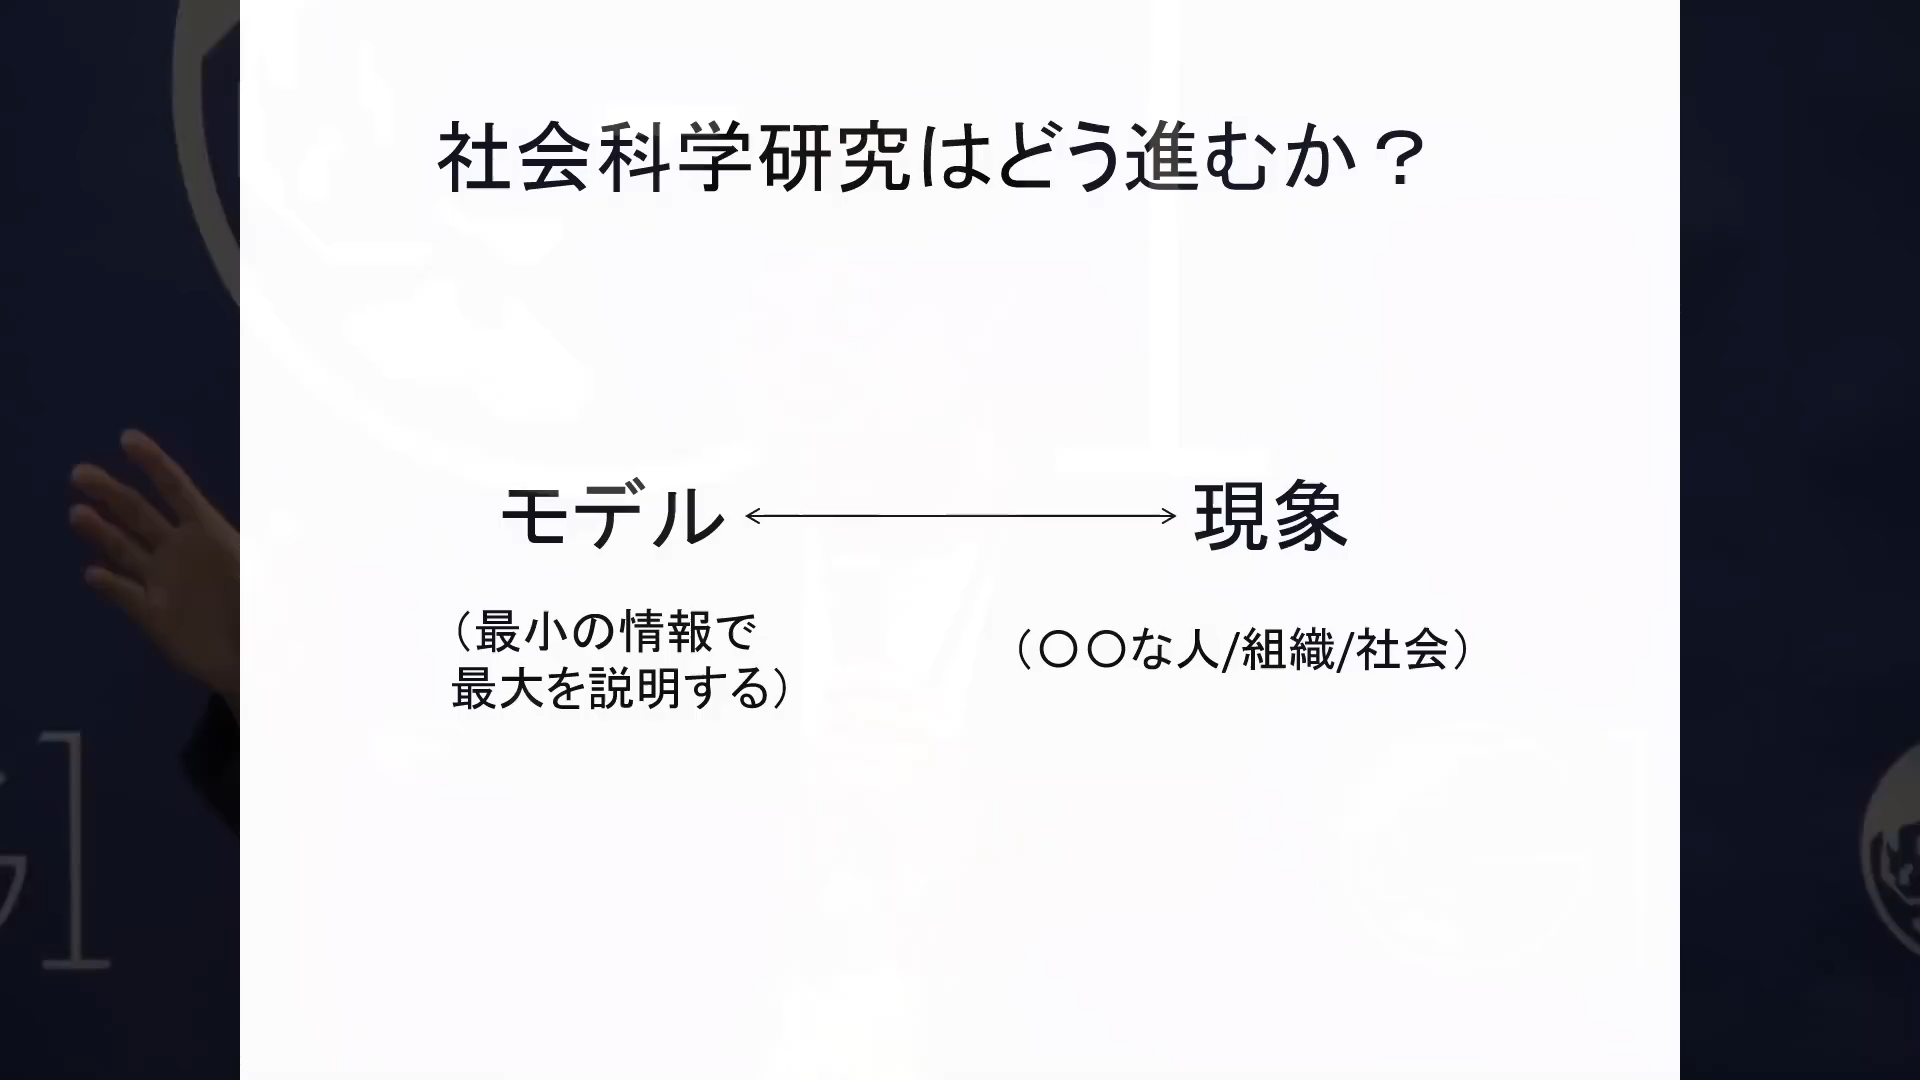 社会科学研究はどう進むか？
モデル
現象
（最小の情報で
最大を説明する）
（〇〇な人/組織/社会）